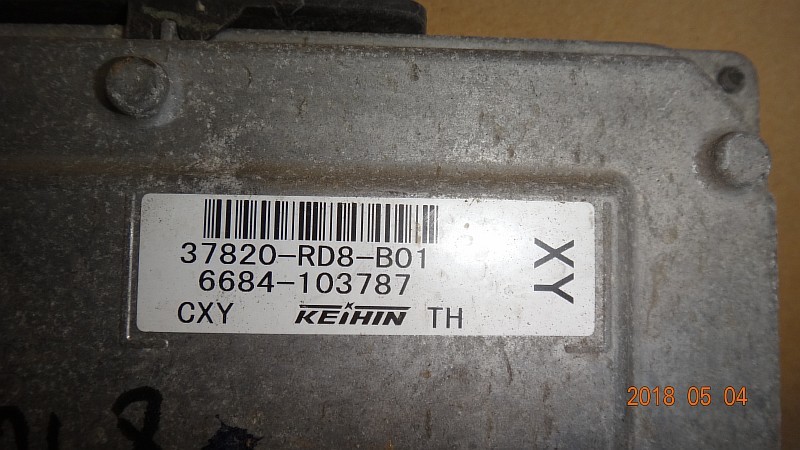 37820-RD8-B01
6684-103787
CXY KEIHIN TH
XY
2018 05 04